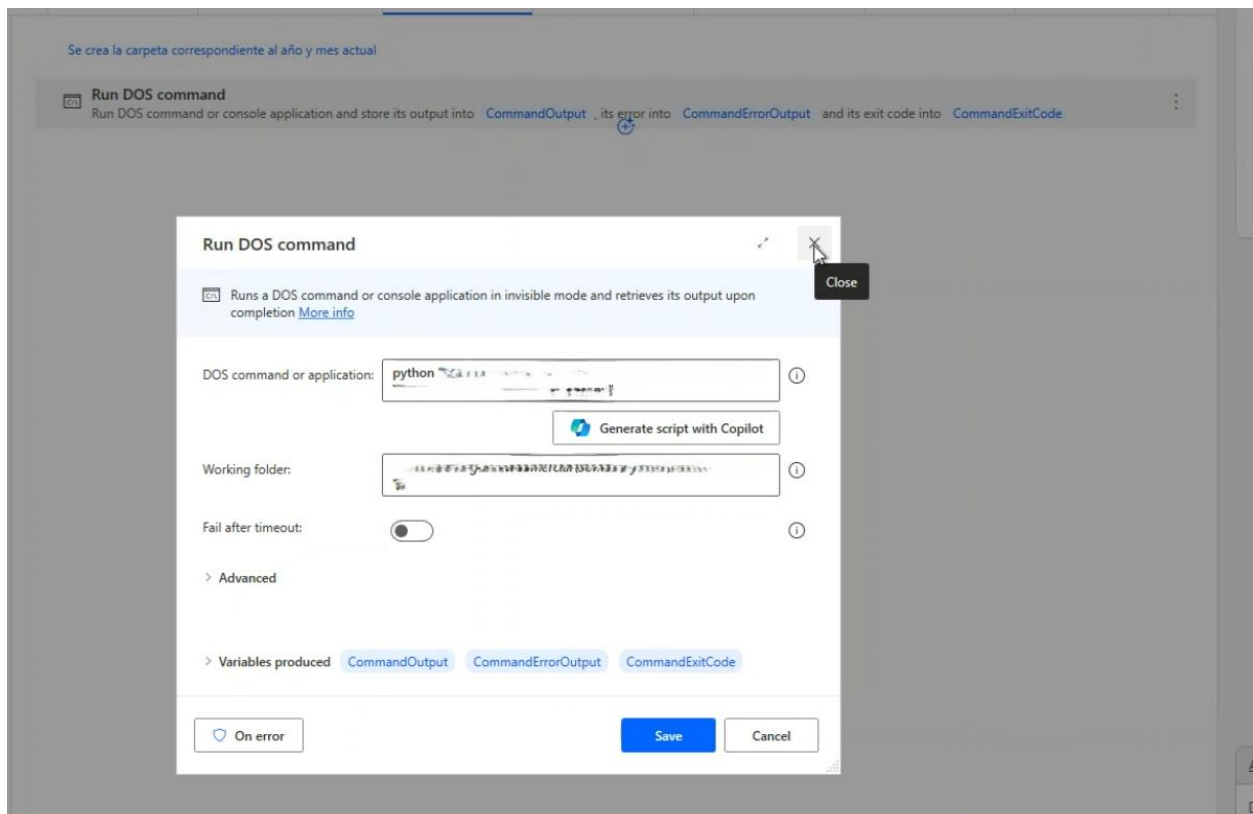 Se crea la carpeta correspondiente al año y mes actual
Run DOS command
Run DOS command or console application and store its output into CommandOutput , its error into CommandErrorOutput and its exit code into CommandExitCode
Run DOS command
Close
Runs a DOS command or console application in invisible mode and retrieves its output upon
completion More info
DOS command or application:
python
Generate script with Copilot
Working folder:
Fail after timeout:
Advanced
Variables produced CommandOutput CommandErrorOutput CommandExitCode
On error
Save
Cancel